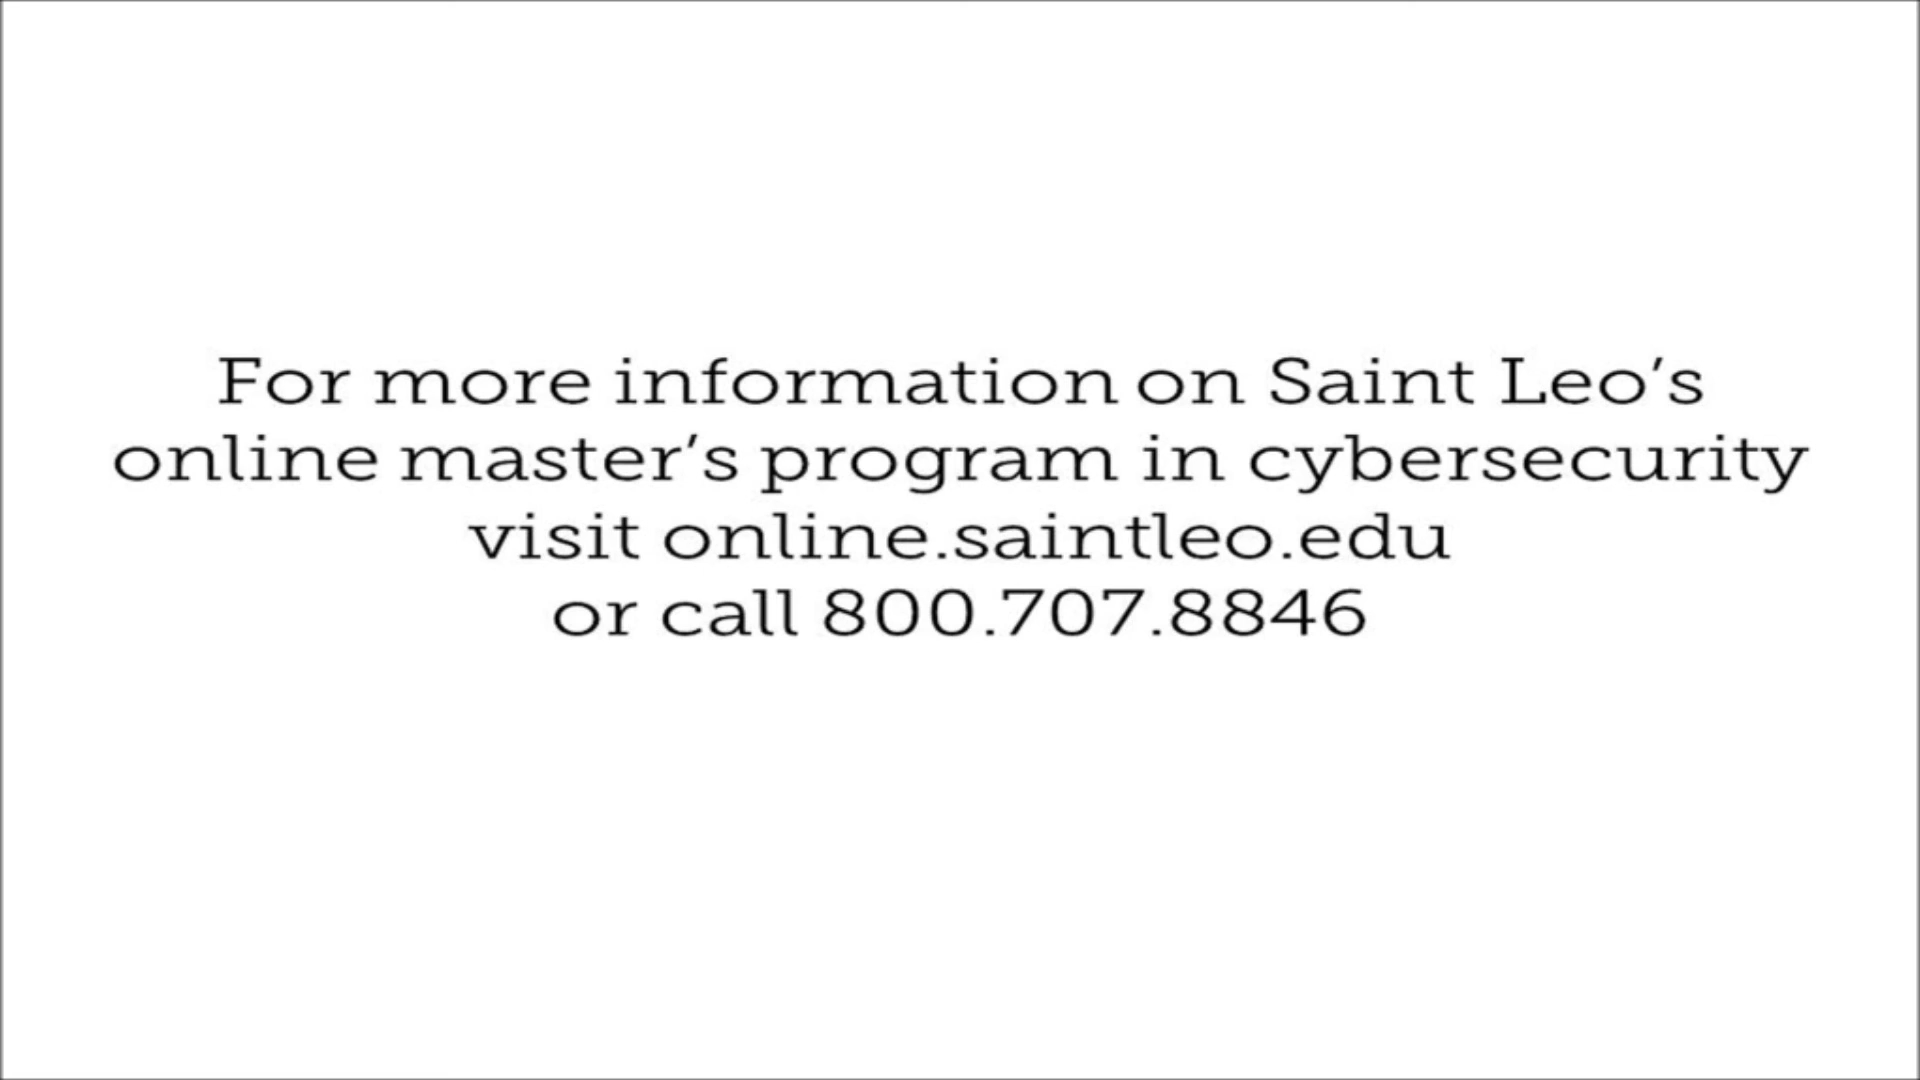 For more information on Saint Leo’s
online master’s program in cybersecurity
visit online.saintleo.edu
or call 800.707.8846